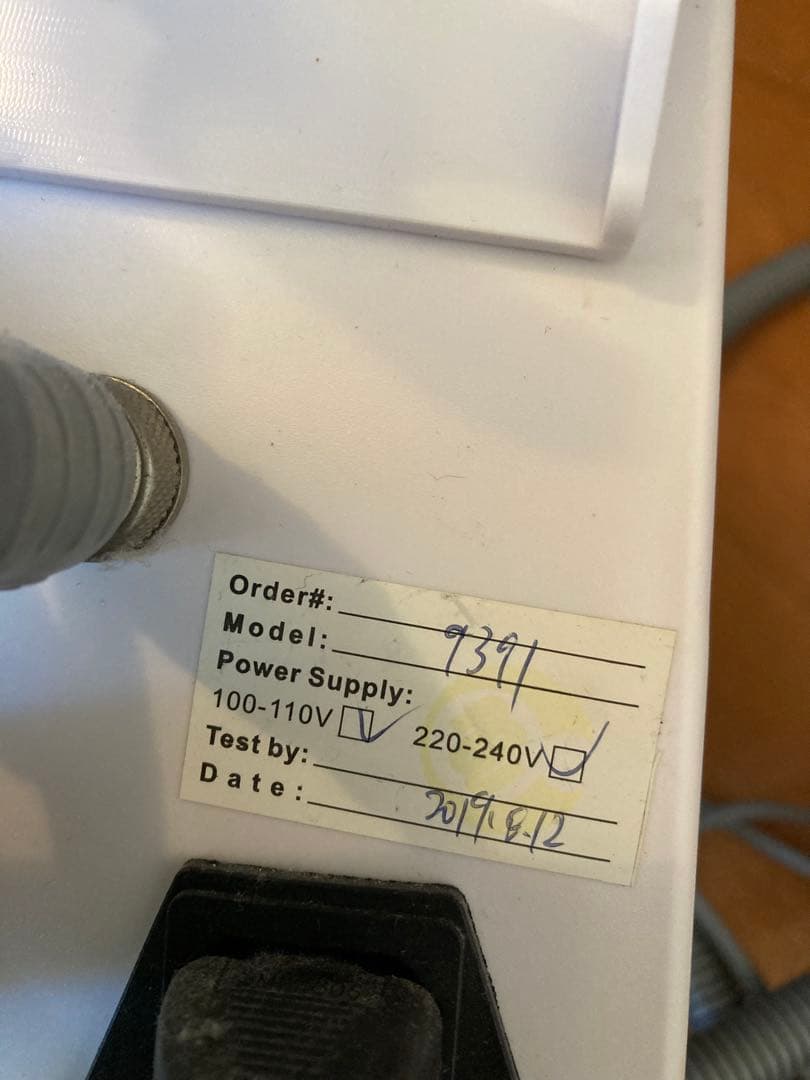 Order#:
Model: 9391
Power Supply:
100-110V ☑ 220-240V ☑
Test by:
Date: 2019.8.12